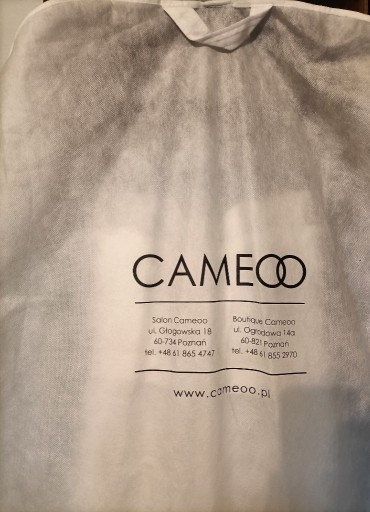 CAMEOO
Salon Cameoo
ul. Głogowska 18
60-734 Poznań
tel. +48 61 865 4747
Boutique Cameoo
ul. Ogrodowa 14a
60-821 Poznań
tel. +48 61 855 2970
www.cameoo.pl